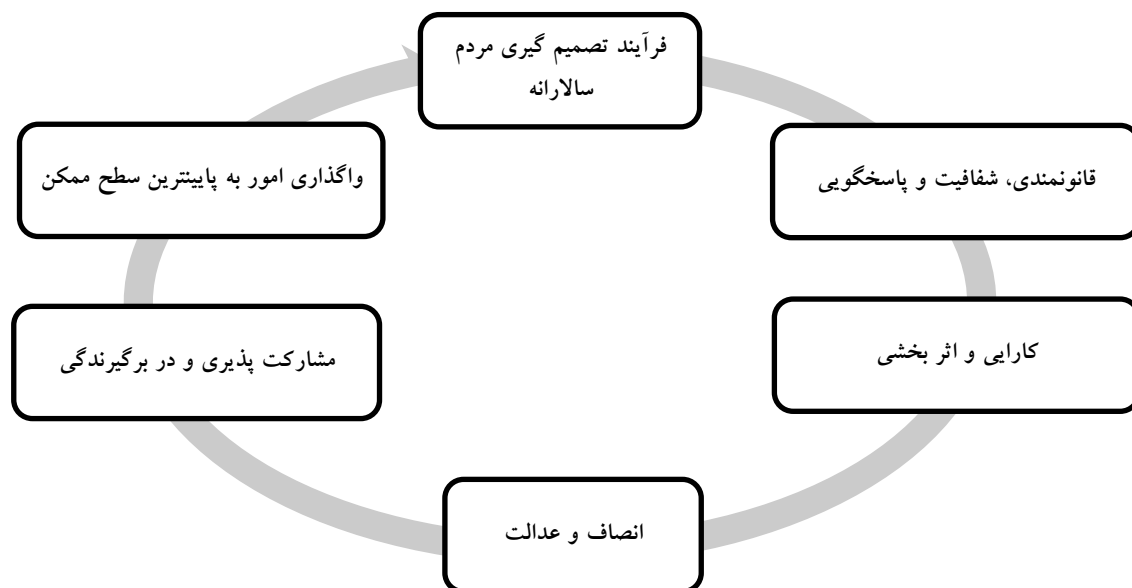 فرآیند تصمیم گیری مردم
سالارانه
قانونمندی، شفافیت و پاسخگویی
کارایی و اثر بخشی
انصاف و عدالت
مشارکت پذیری و در برگیرندگی
واگذاری امور به پایینترین سطح ممکن